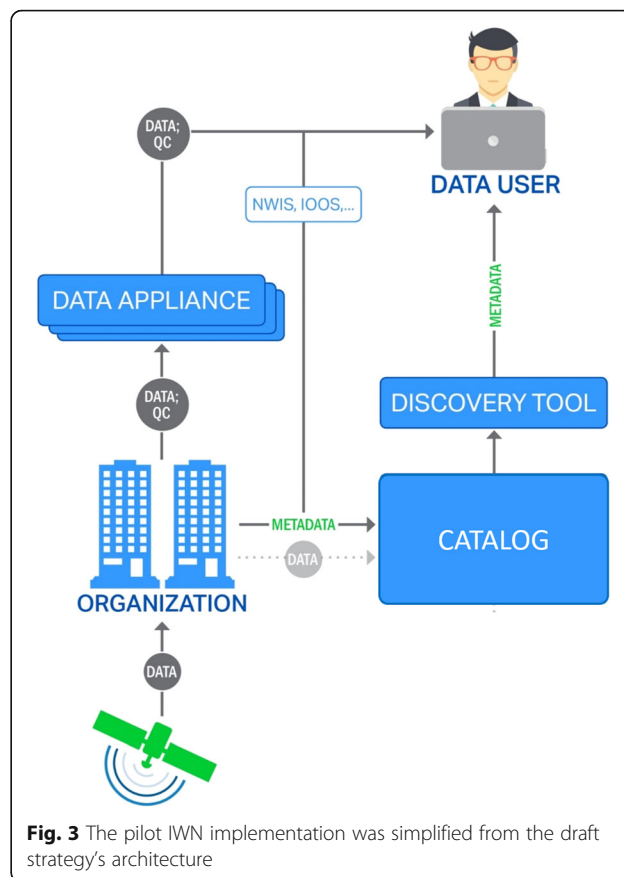 DATA;
QC
DATA USER
NWIS, IOOS,...
METADATA
DATA APPLIANCE
DISCOVERY TOOL
DATA;
QC
METADATA
CATALOG
DATA
ORGANIZATION
DATA
Fig. 3 The pilot IWN implementation was simplified from the draft
strategy's architecture